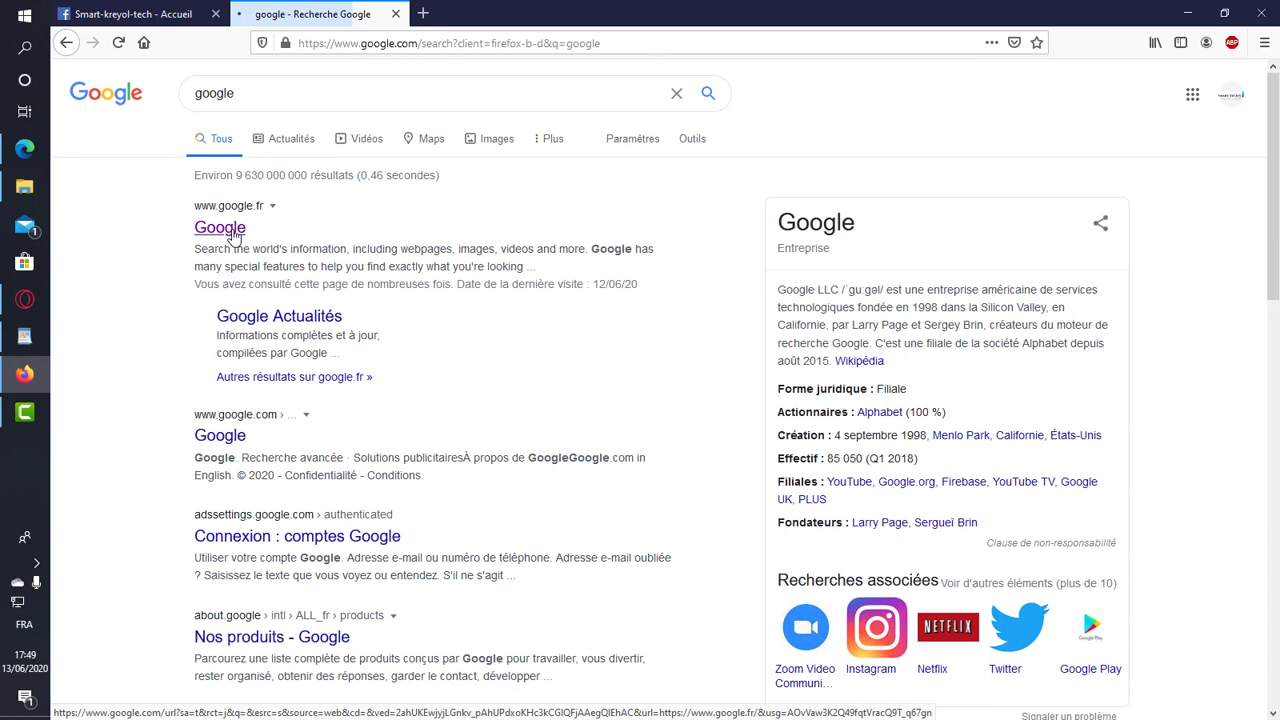 Smart-kreyol-tech - Accueil
google - Recherche Google
https://www.google.com/search?client=firefox-b-d&q=google
ABP
Google
google
Tous
Actualités
Vidéos
Maps
Images
Plus
Paramètres
Outils
Environ 9 630 000 000 résultats (0,46 secondes)
www.google.fr
Google
Search the world's information, including webpages, images, videos and more. Google has
many special features to help you find exactly what you're looking ...
Vous avez consulté cette page de nombreuses fois. Date de la dernière visite : 12/06/20
Google Actualités
Informations complètes et à jour,
compilées par Google ...
Autres résultats sur google.fr »
www.google.com › ...
Google
Google. Recherche avancée · Solutions publicitairesÀ propos de GoogleGoogle.com in
English. © 2020 - Confidentialité - Conditions.
adssettings.google.com › authenticated
Connexion : comptes Google
Utiliser votre compte Google. Adresse e-mail ou numéro de téléphone. Adresse e-mail oubliée
? Saisissez le texte que vous voyez ou entendez. S'il ne s'agit ...
about.google › intl › ALL_fr › products
Nos produits - Google
Parcourez une liste complète de produits conçus par Google pour travailler, vous divertir,
rester organisé, obtenir des réponses, garder le contact, développer ...
Google
Entreprise
Google LLC /ˈguːgəl/ est une entreprise américaine de services
technologiques fondée en 1998 dans la Silicon Valley, en
Californie, par Larry Page et Sergey Brin, créateurs du moteur de
recherche Google. C'est une filiale de la société Alphabet depuis
août 2015. Wikipédia
Forme juridique : Filiale
Actionnaires : Alphabet (100 %)
Création : 4 septembre 1998, Menlo Park, Californie, États-Unis
Effectif : 85 050 (Q1 2018)
Filiales : YouTube, Google.org, Firebase, YouTube TV, Google
UK, PLUS
Fondateurs : Larry Page, Sergueï Brin
Clause de non-responsabilité
Recherches associées
Voir d'autres éléments (plus de 10)
NETFLIX
Google Play
Zoom Video
Communi...
Instagram
Netflix
Twitter
Google Play
Signaler un problème
1
FRA
17:49
13/06/2020
1